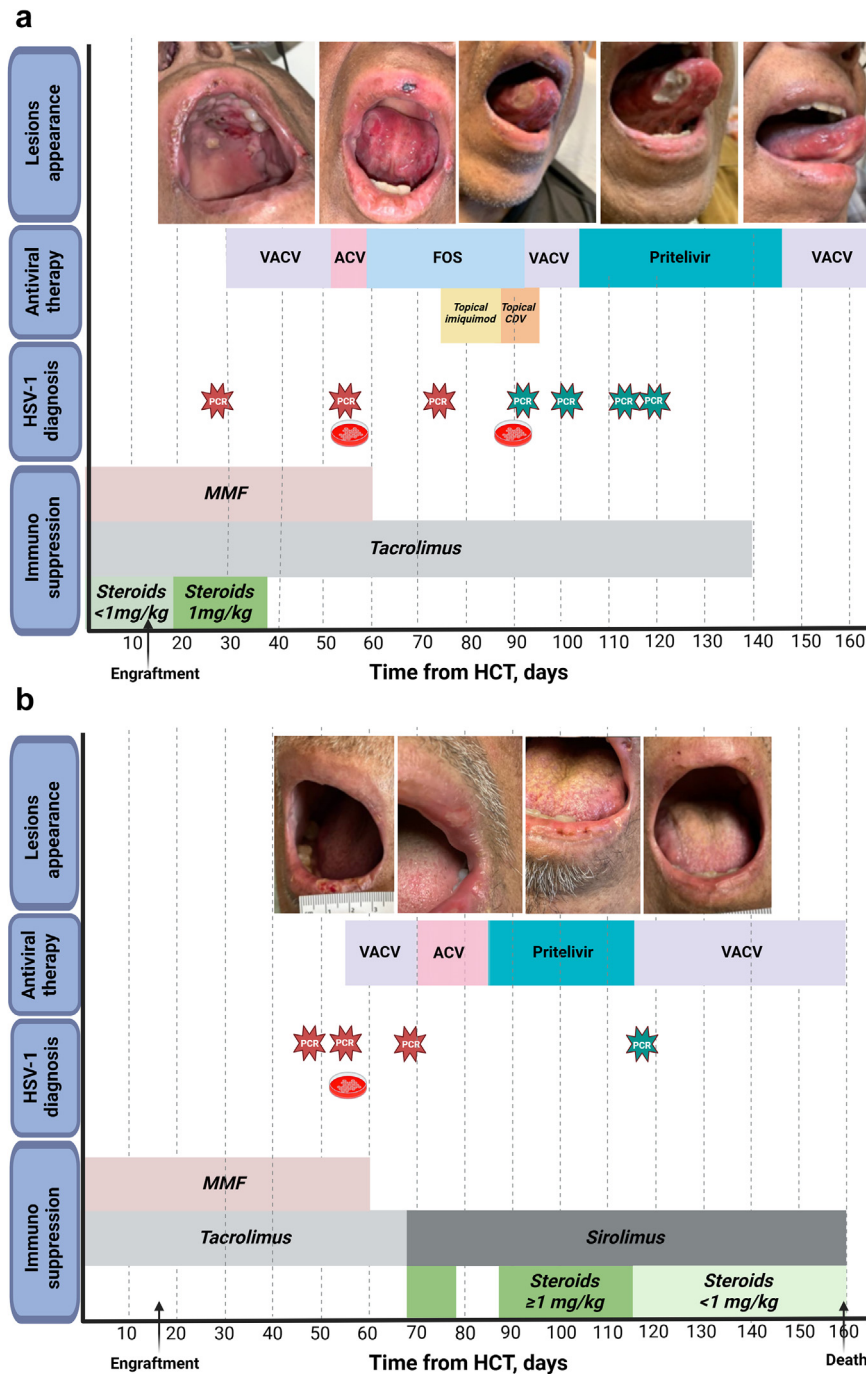 a
Lesions
appearance
Antiviral
therapy
VACV ACV FOS VACV Pritelivir VACV
Topical
imiquimod
Topical
CDV
HSV-1
diagnosis
PCR PCR PCR PCR PCR PCR PCR
Immuno
suppression
MMF
Tacrolimus
Steroids
<1mg/kg
Steroids
1mg/kg
10 20 30 40 50 60 70 80 90 100 110 120 130 140 150 160
Engraftment
Time from HCT, days
b
Lesions
appearance
Antiviral
therapy
VACV ACV Pritelivir VACV
HSV-1
diagnosis
PCR PCR PCR PCR
Immuno
suppression
MMF
Tacrolimus Sirolimus
Steroids
≥1 mg/kg
Steroids
<1 mg/kg
10 20 30 40 50 60 70 80 90 100 110 120 130 140 150 160
Engraftment
Time from HCT, days
Death